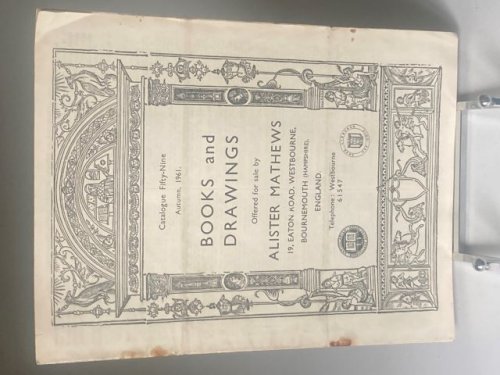 Catalogue Fifty-Nine
Autumn, 1961.
BOOKS and
DRAWINGS
Offered for sale by
ALISTER MATHEWS
19, EATON ROAD, WESTBOURNE,
BOURNEMOUTH (HAMPSHIRE),
ENGLAND
Telephone: Westbourne
61547